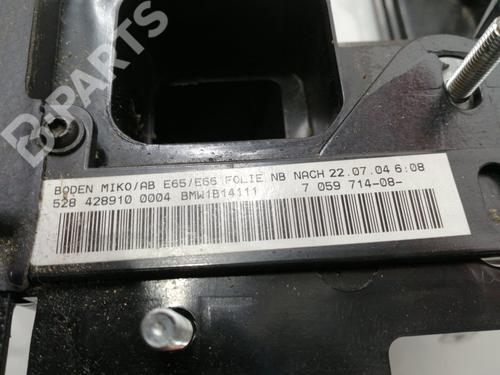 B-PARTS
BODEN MIKO/AB E65/E66 FOLIE NB NACH 22.07.04 6:08
528 428910 0004 BMW1B14111 7 059 714-08-